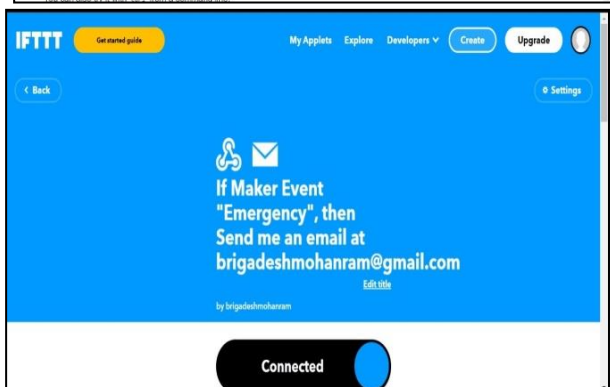 IFTTT
Get started guide
My Applets Explore Developers Create Upgrade
Back
Settings
If Maker Event
"Emergency", then
Send me an email at
brigadeshmohanram@gmail.com
Edit title
by brigadeshmohanram
Connected